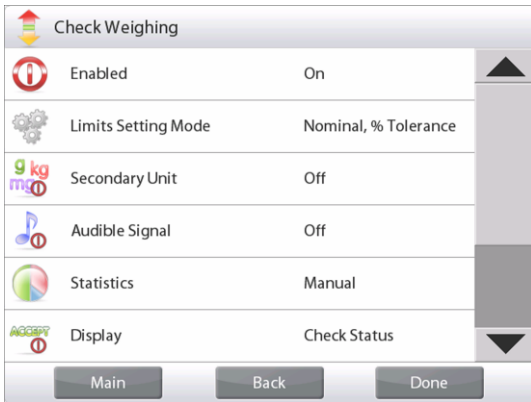 Check Weighing
Enabled On
Limits Setting Mode Nominal, % Tolerance
g kg
mg
Secondary Unit Off
Audible Signal Off
Statistics Manual
ACCEPT
Display Check Status
Main Back Done